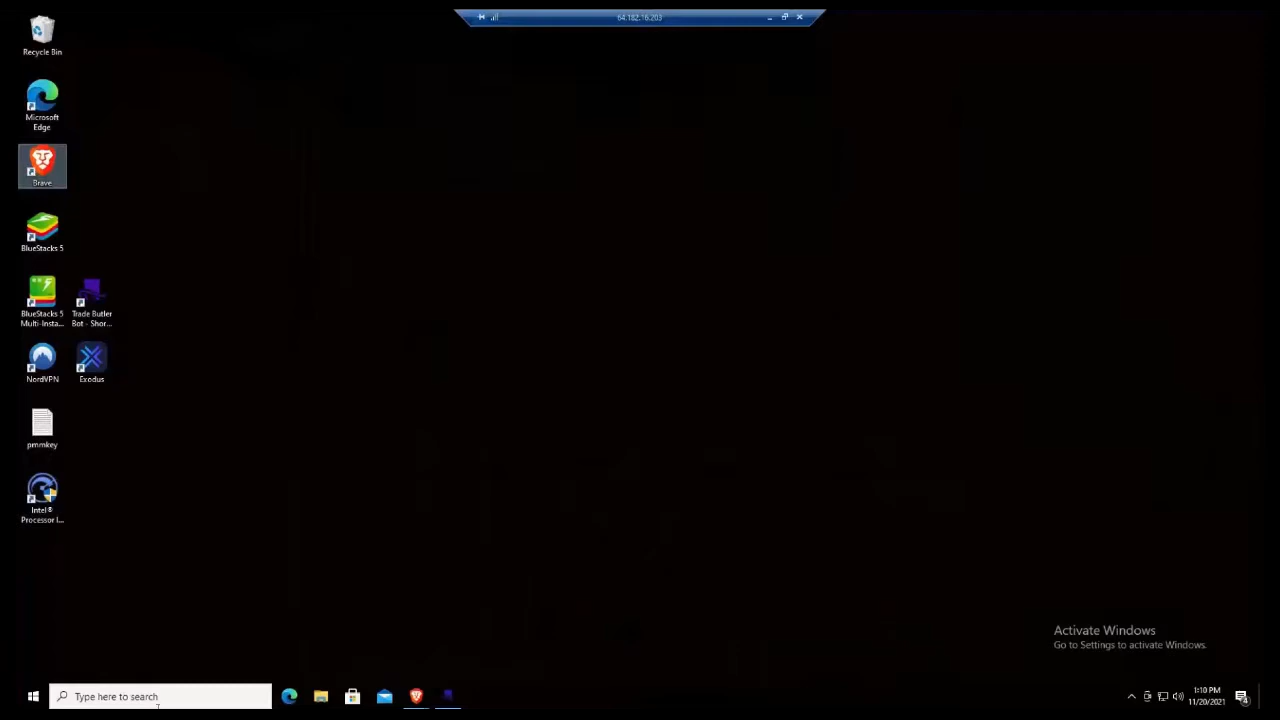 64.182.16.203
Recycle Bin
Microsoft
Edge
Brave
BlueStacks 5
BlueStacks 5
Multi-Insta...
Trade Butler
Bot - Shor...
NordVPN
Exodus
pmmkey
Intel®
Processor I...
Activate Windows
Go to Settings to activate Windows.
Type here to search
1:10 PM
11/20/2021
4